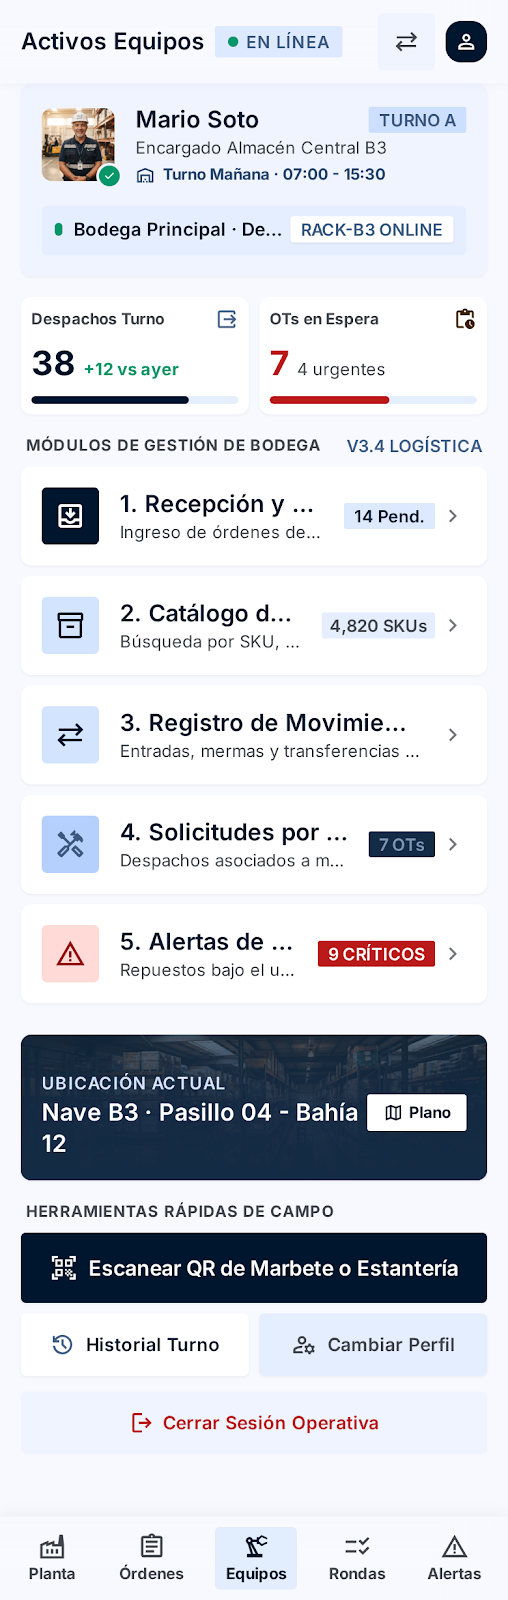 Activos Equipos
EN LÍNEA
Mario Soto
TURNO A
Encargado Almacén Central B3
Turno Mañana · 07:00 - 15:30
Bodega Principal · De...
RACK-B3 ONLINE
Despachos Turno
38 +12 vs ayer
OTs en Espera
7 4 urgentes
MÓDULOS DE GESTIÓN DE BODEGA
V3.4 LOGÍSTICA
1. Recepción y ...
Ingreso de órdenes de...
14 Pend.
2. Catálogo d...
Búsqueda por SKU, ...
4,820 SKUs
3. Registro de Movimie...
Entradas, mermas y transferencias ...
4. Solicitudes por ...
Despachos asociados a m...
7 OTs
5. Alertas de ...
Repuestos bajo el u...
9 CRÍTICOS
UBICACIÓN ACTUAL
Nave B3 · Pasillo 04 - Bahía
12
Plano
HERRAMIENTAS RÁPIDAS DE CAMPO
Escanear QR de Marbete o Estantería
Historial Turno
Cambiar Perfil
Cerrar Sesión Operativa
Planta
Órdenes
Equipos
Rondas
Alertas